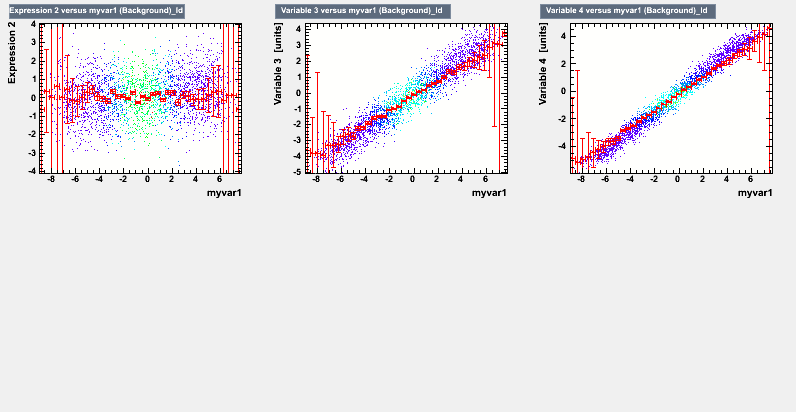 Expression 2 versus myvar1 (Background)_Id
Variable 3 versus myvar1 (Background)_Id
Variable 4 versus myvar1 (Background)_Id
Expression 2
4
3
2
1
0
-1
-2
-3
-4
-8 -6 -4 -2 0 2 4 6
myvar1
Variable 3 [units]
4
3
2
1
0
-1
-2
-3
-4
-5
-8 -6 -4 -2 0 2 4 6
myvar1
Variable 4 [units]
4
2
0
-2
-4
-8 -6 -4 -2 0 2 4 6
myvar1